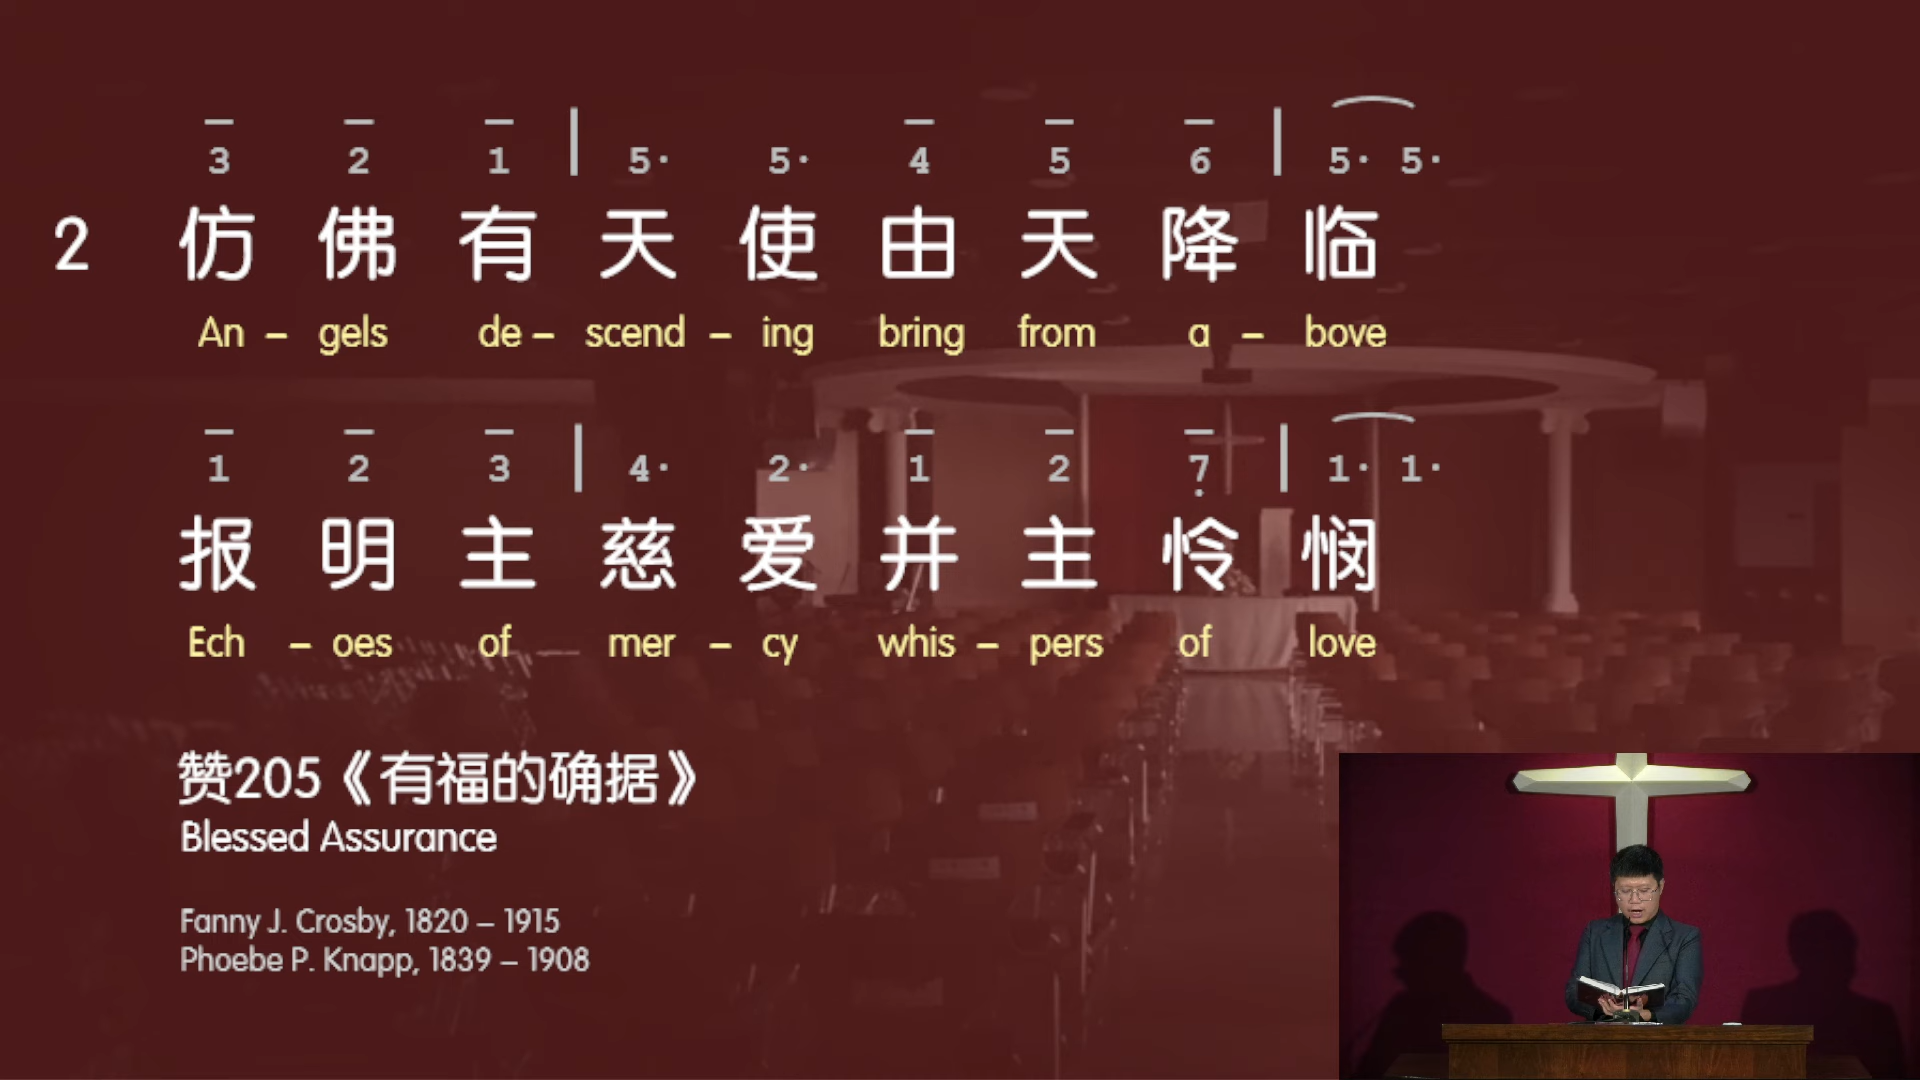 3 2 1 | 5· 5· 4 5 6 | 5· 5·
2 仿佛有天使由天降临
An – gels de – scend – ing bring from a – bove
1 2 3 | 4· 2· 1 2 7̣ | 1· 1·
报明主慈爱并主怜悯
Ech – oes of mer – cy whis – pers of love
赞205《有福的确据》
Blessed Assurance
Fanny J. Crosby, 1820 – 1915
Phoebe P. Knapp, 1839 – 1908